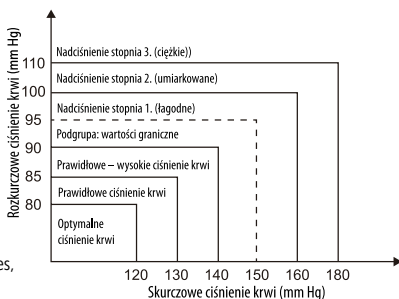 Rozkurczowe ciśnienie krwi (mm Hg)
110
100
95
90
85
80
Nadciśnienie stopnia 3. (ciężkie))
Nadciśnienie stopnia 2. (umiarkowane)
Nadciśnienie stopnia 1. (łagodne)
Podgrupa: wartości graniczne
Prawidłowe – wysokie ciśnienie krwi
Prawidłowe ciśnienie krwi
Optymalne
ciśnienie krwi
es,
120 130 140 150 160 180
Skurczowe ciśnienie krwi (mm Hg)